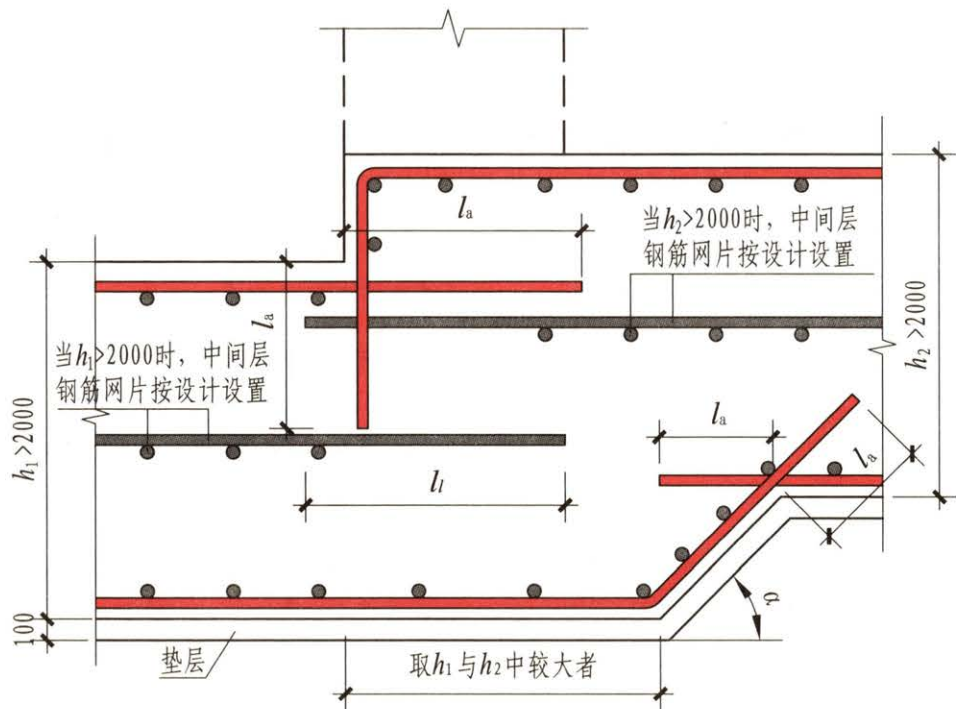 lₐ
当h₂>2000时，中间层
钢筋网片按设计设置
lₐ
当h₁>2000时，中间层
钢筋网片按设计设置
h₂>2000
h₁>2000
lₐ
lₐ
lₗ
α
100
垫层
取h₁与h₂中较大者